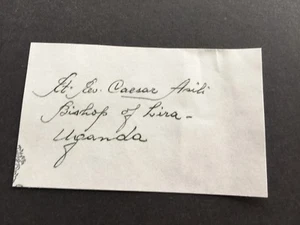 Rt. Rev. Caesar Asili
Bishop of Lira -
Uganda